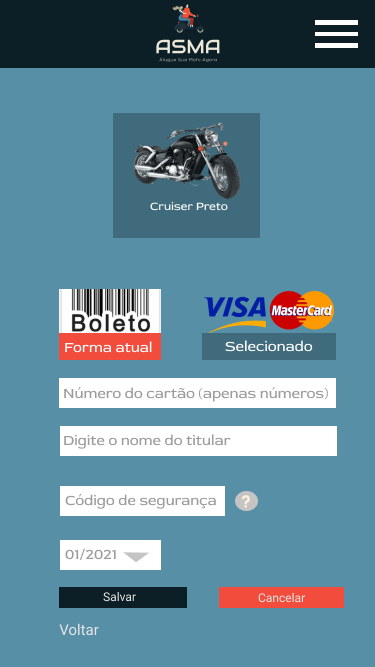 ASMA
Alugue Sua Moto Agora
Cruiser Preto
Boleto
Forma atual
VISA
MasterCard
Selecionado
Número do cartão (apenas números)
Digite o nome do titular
Código de segurança
?
01/2021
Salvar
Cancelar
Voltar